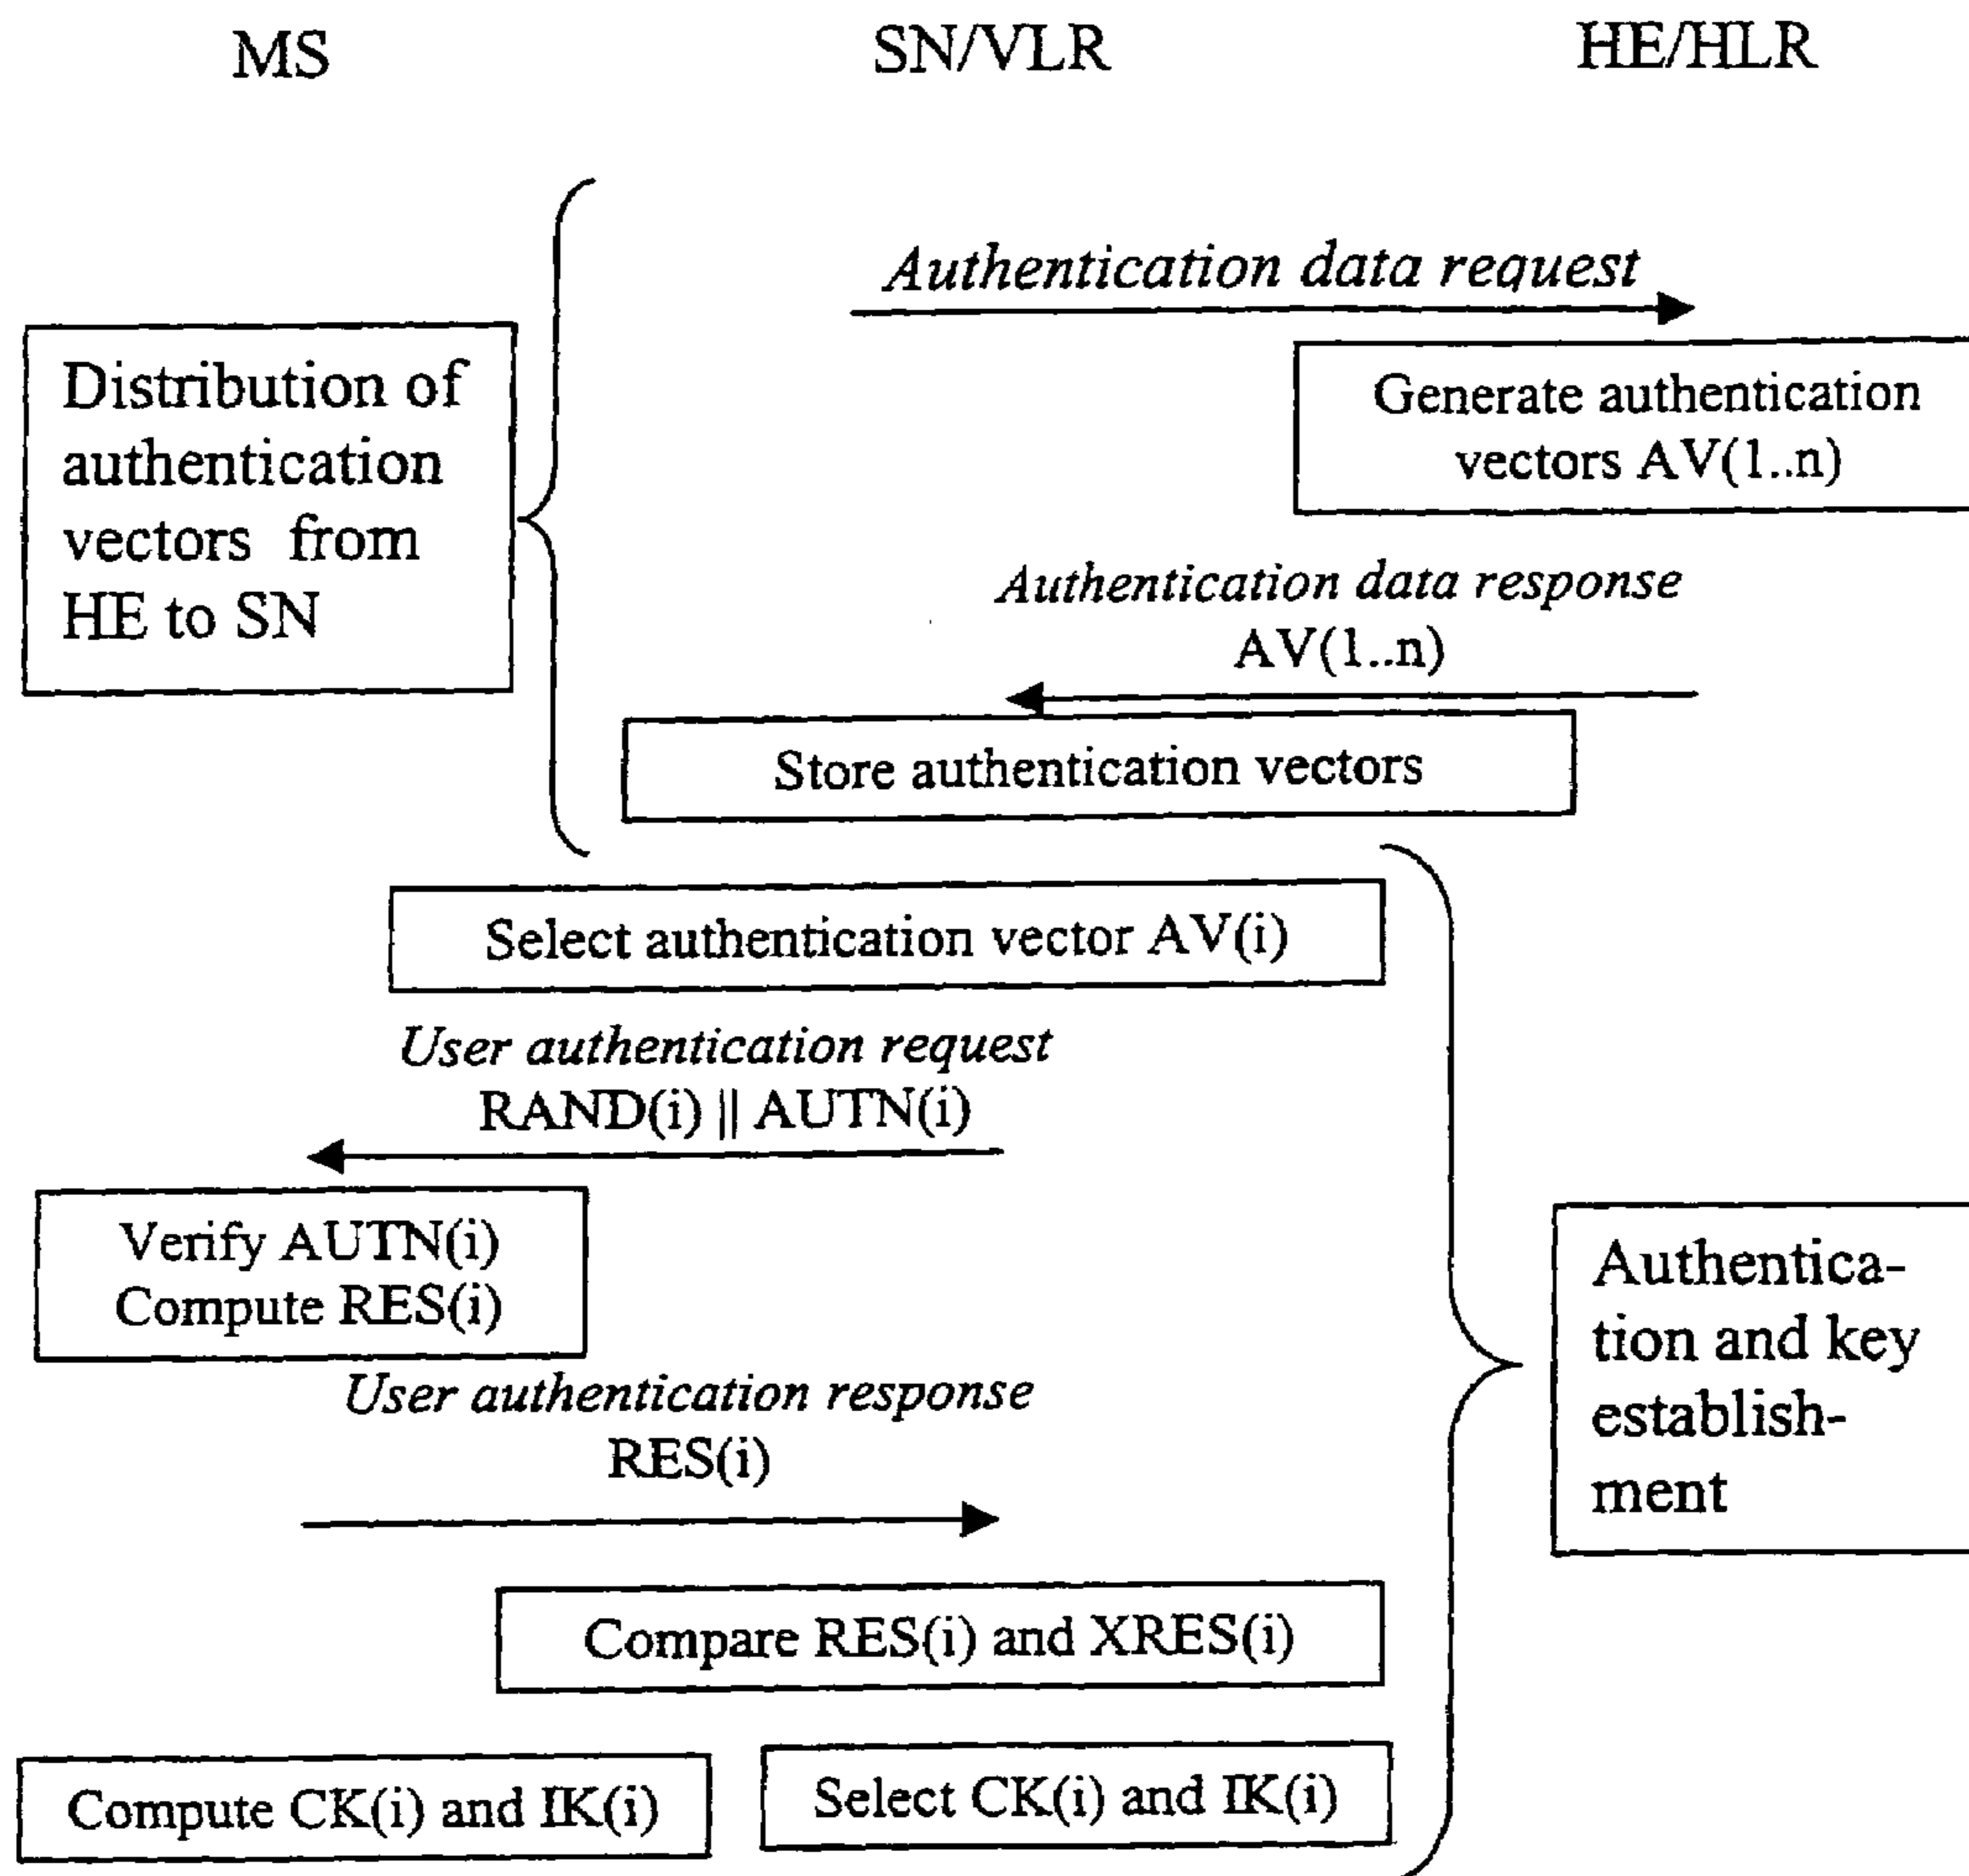 MS
SN/VLR
HE/HLR
Authentication data request
Distribution of
authentication
vectors from
HE to SN
Generate authentication
vectors AV(1..n)
Authentication data response
AV(1..n)
Store authentication vectors
Select authentication vector AV(i)
User authentication request
RAND(i) || AUTN(i)
Verify AUTN(i)
Compute RES(i)
Authentica-
tion and key
establish-
ment
User authentication response
RES(i)
Compare RES(i) and XRES(i)
Compute CK(i) and IK(i)
Select CK(i) and IK(i)